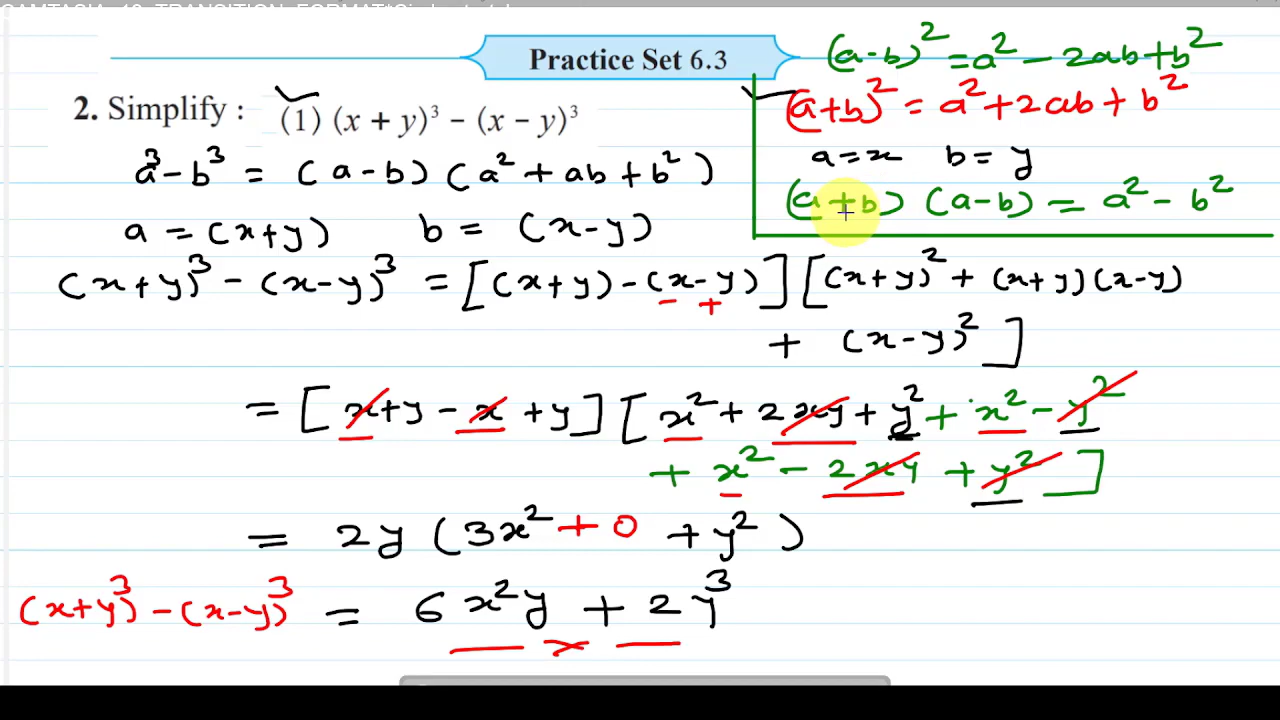 Practice Set 6.3
2. Simplify : (1) (x + y)³ − (x − y)³
a³ - b³ = (a - b) (a² + ab + b²)
a = (x+y) b = (x-y)
(a-b)² = a² - 2ab + b²
(a+b)² = a² + 2ab + b²
a = x b = y
(a+b) (a-b) = a² - b²
(x+y)³ - (x-y)³ = [(x+y) - (x-y)] [(x+y)² + (x+y)(x-y)
- +
+ (x-y)²]
= [x+y - x + y] [x² + 2xy + y² + x² - y²
+ x² - 2xy + y²]
= 2y (3x² + 0 + y²)
(x+y)³ - (x-y)³ = 6x²y + 2y³